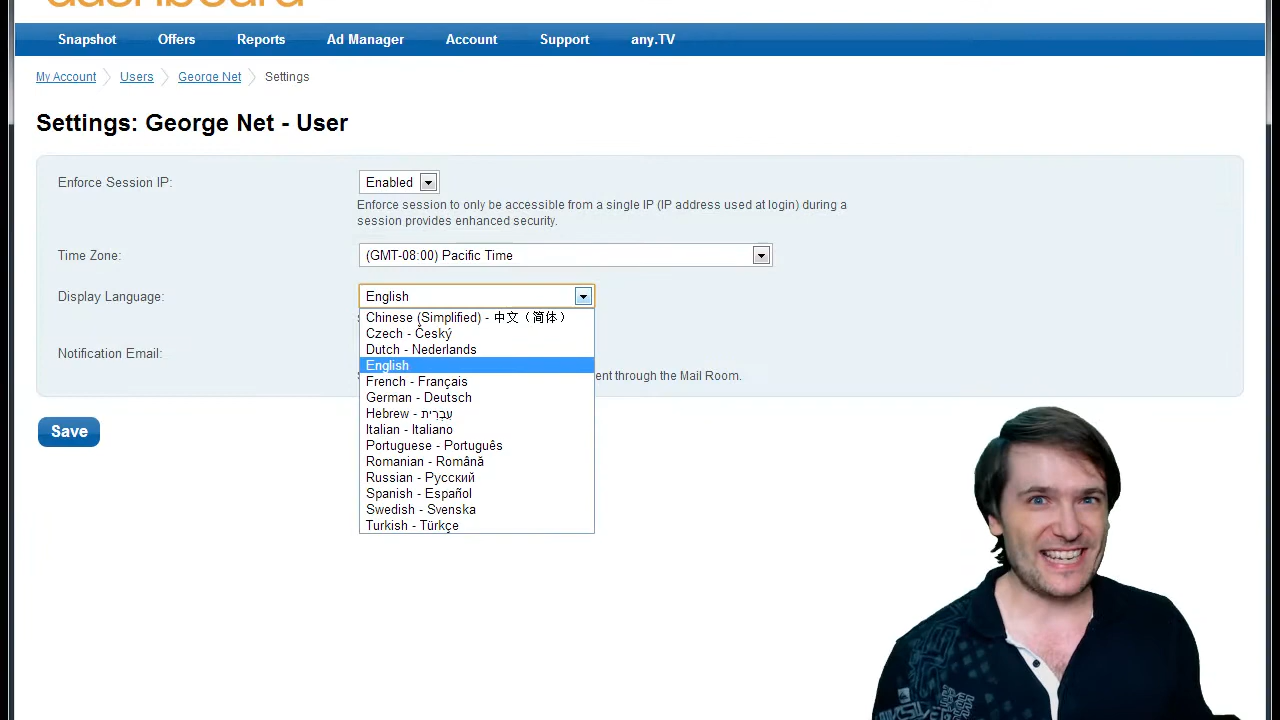 dashboard
Snapshot Offers Reports Ad Manager Account Support any.TV
My Account Users George Net Settings
Settings: George Net - User
Enforce Session IP: Enabled
Enforce session to only be accessible from a single IP (IP address used at login) during a
session provides enhanced security.
Time Zone: (GMT-08:00) Pacific Time
Display Language: English
Chinese (Simplified) - 中文（简体）
Czech - Český
Dutch - Nederlands
English
French - Français
German - Deutsch
Hebrew - עִבְרִית
Italian - Italiano
Portuguese - Português
Romanian - Română
Russian - Русский
Spanish - Español
Swedish - Svenska
Turkish - Türkçe
Notification Email:
ent through the Mail Room.
Save